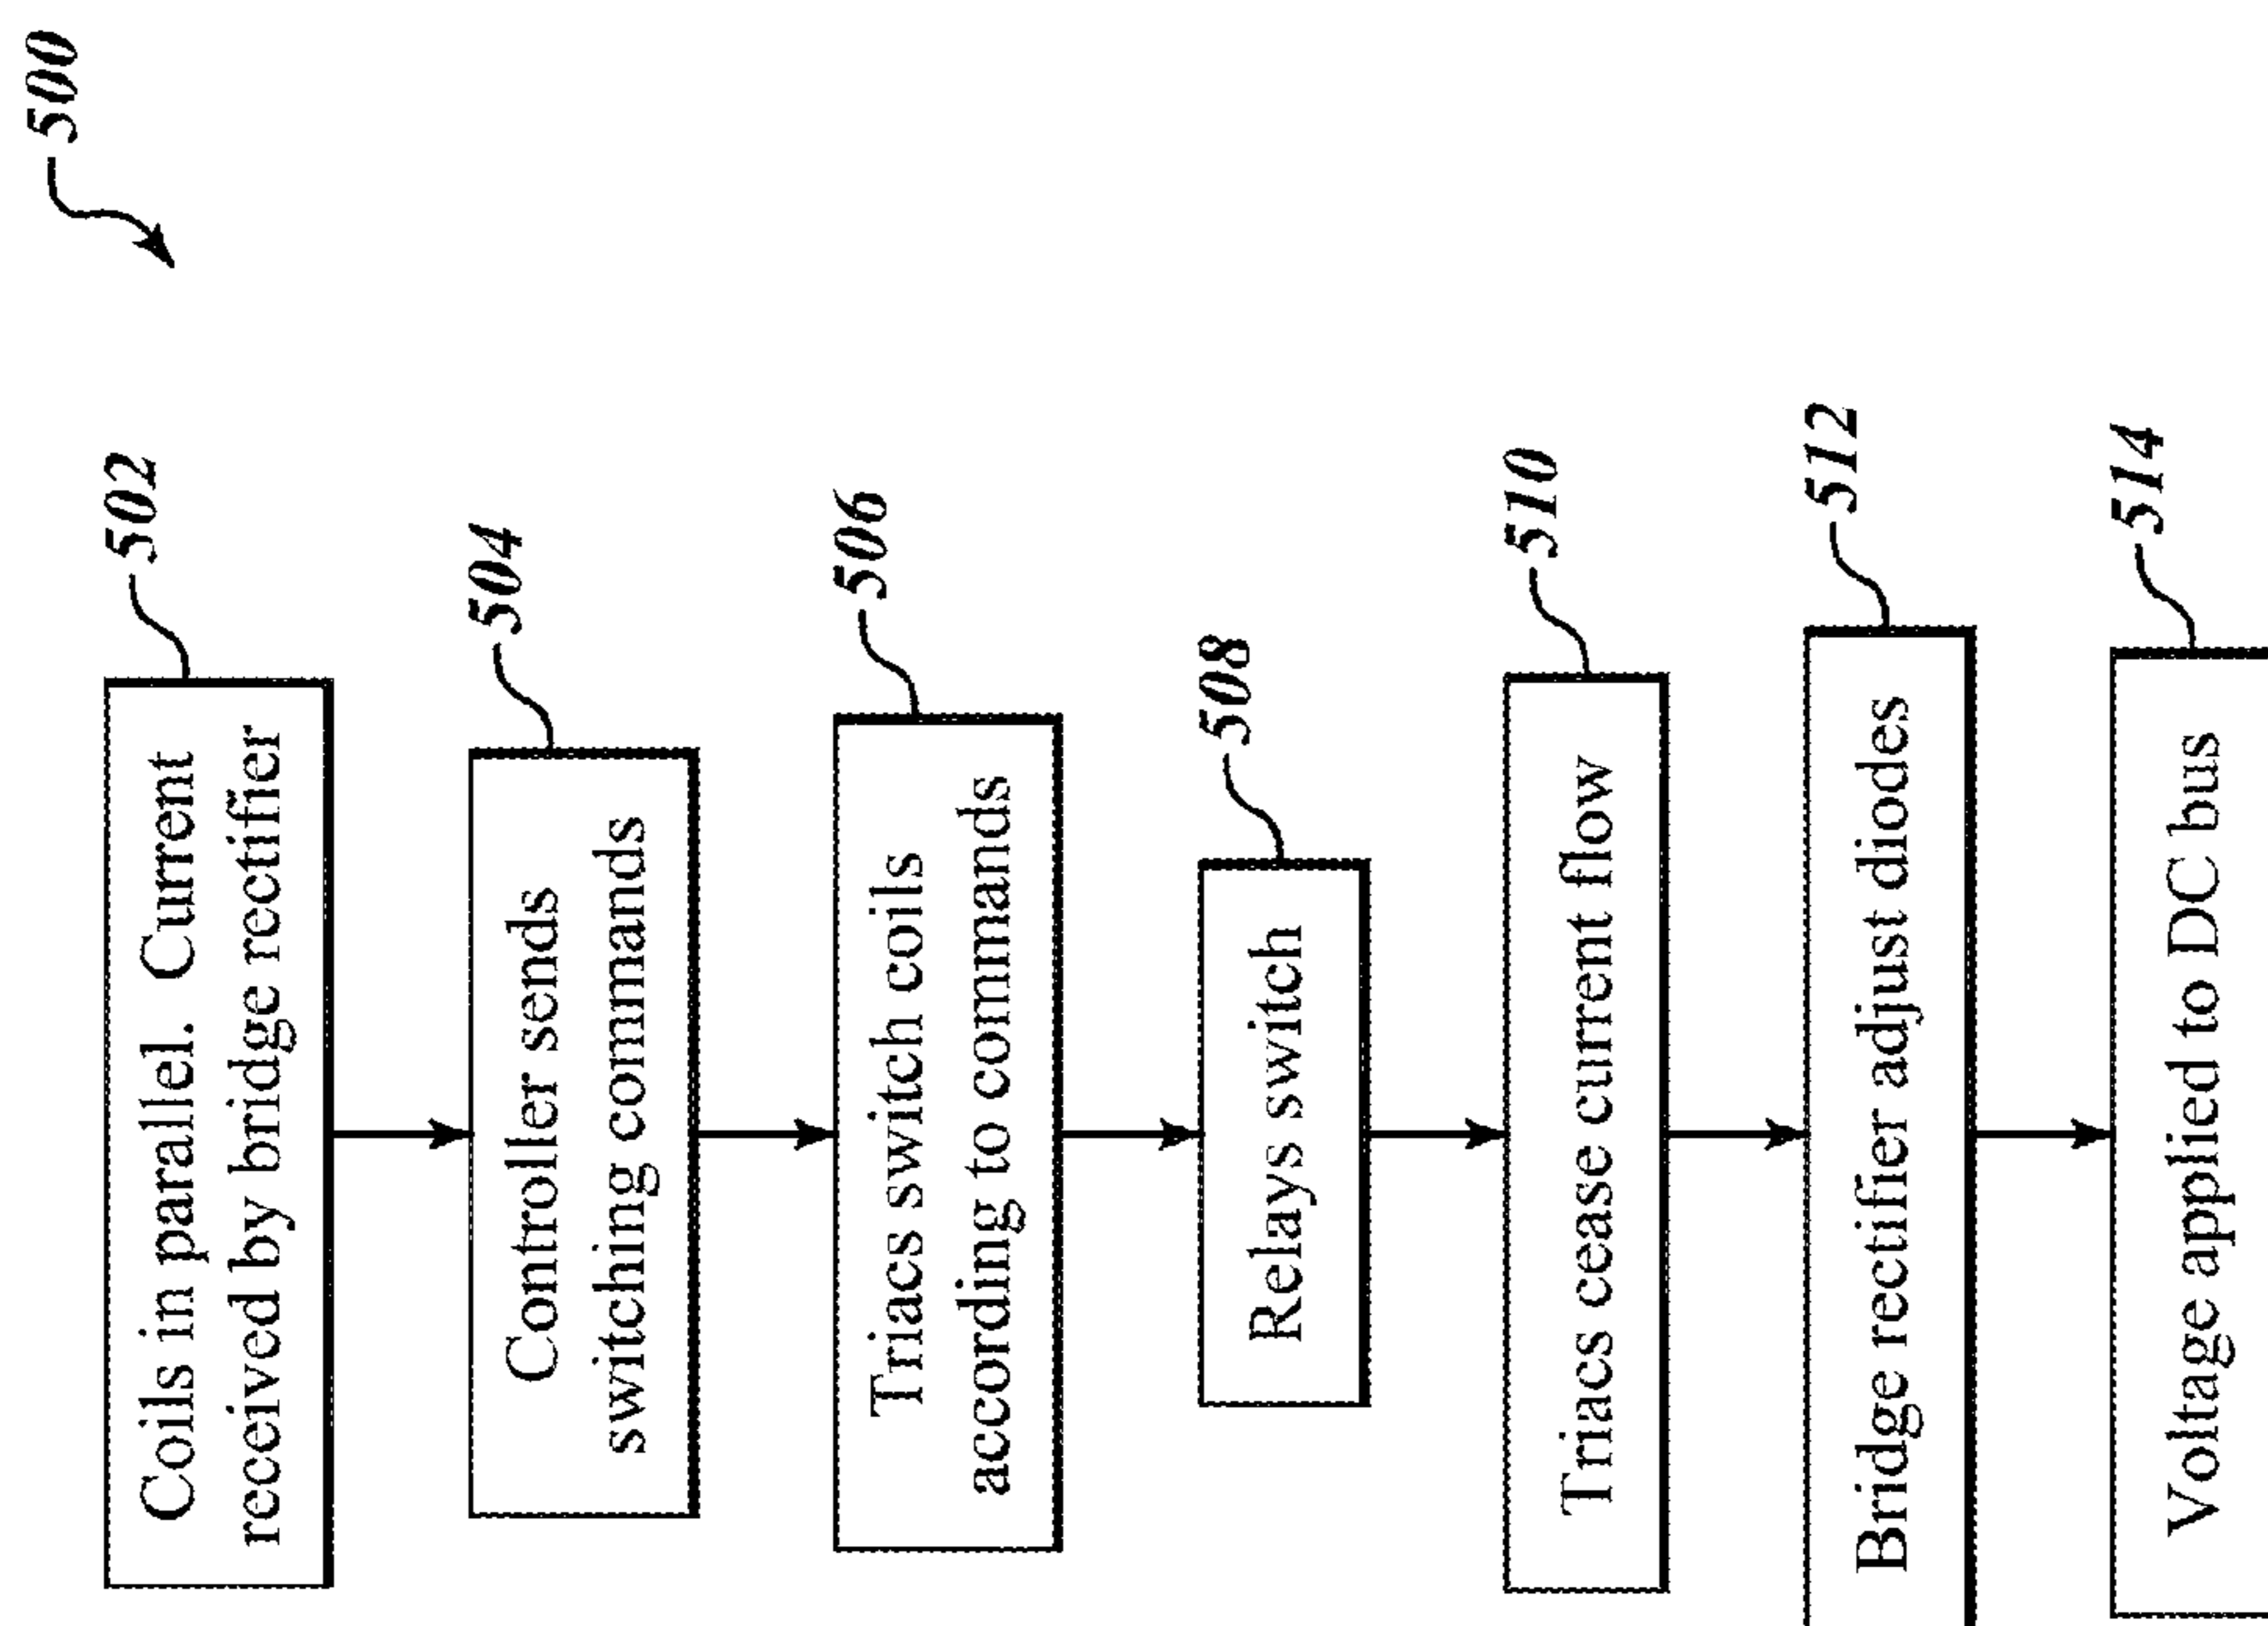 500
502
Coils in parallel. Current
received by bridge rectifier
504
Controller sends
switching commands
506
Triacs switch coils
according to commands
508
Relays switch
510
Triacs cease current flow
512
Bridge rectifier adjust diodes
514
Voltage applied to DC bus